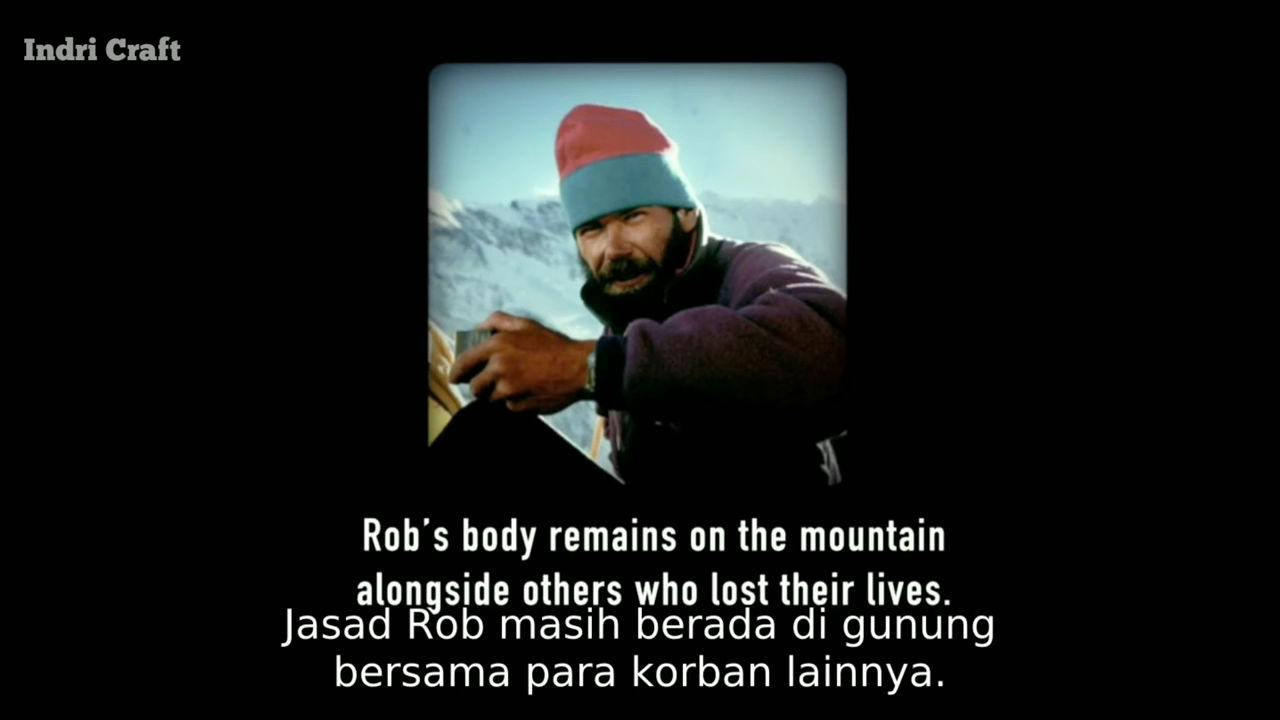 Indri Craft
Rob's body remains on the mountain
alongside others who lost their lives.
Jasad Rob masih berada di gunung
bersama para korban lainnya.